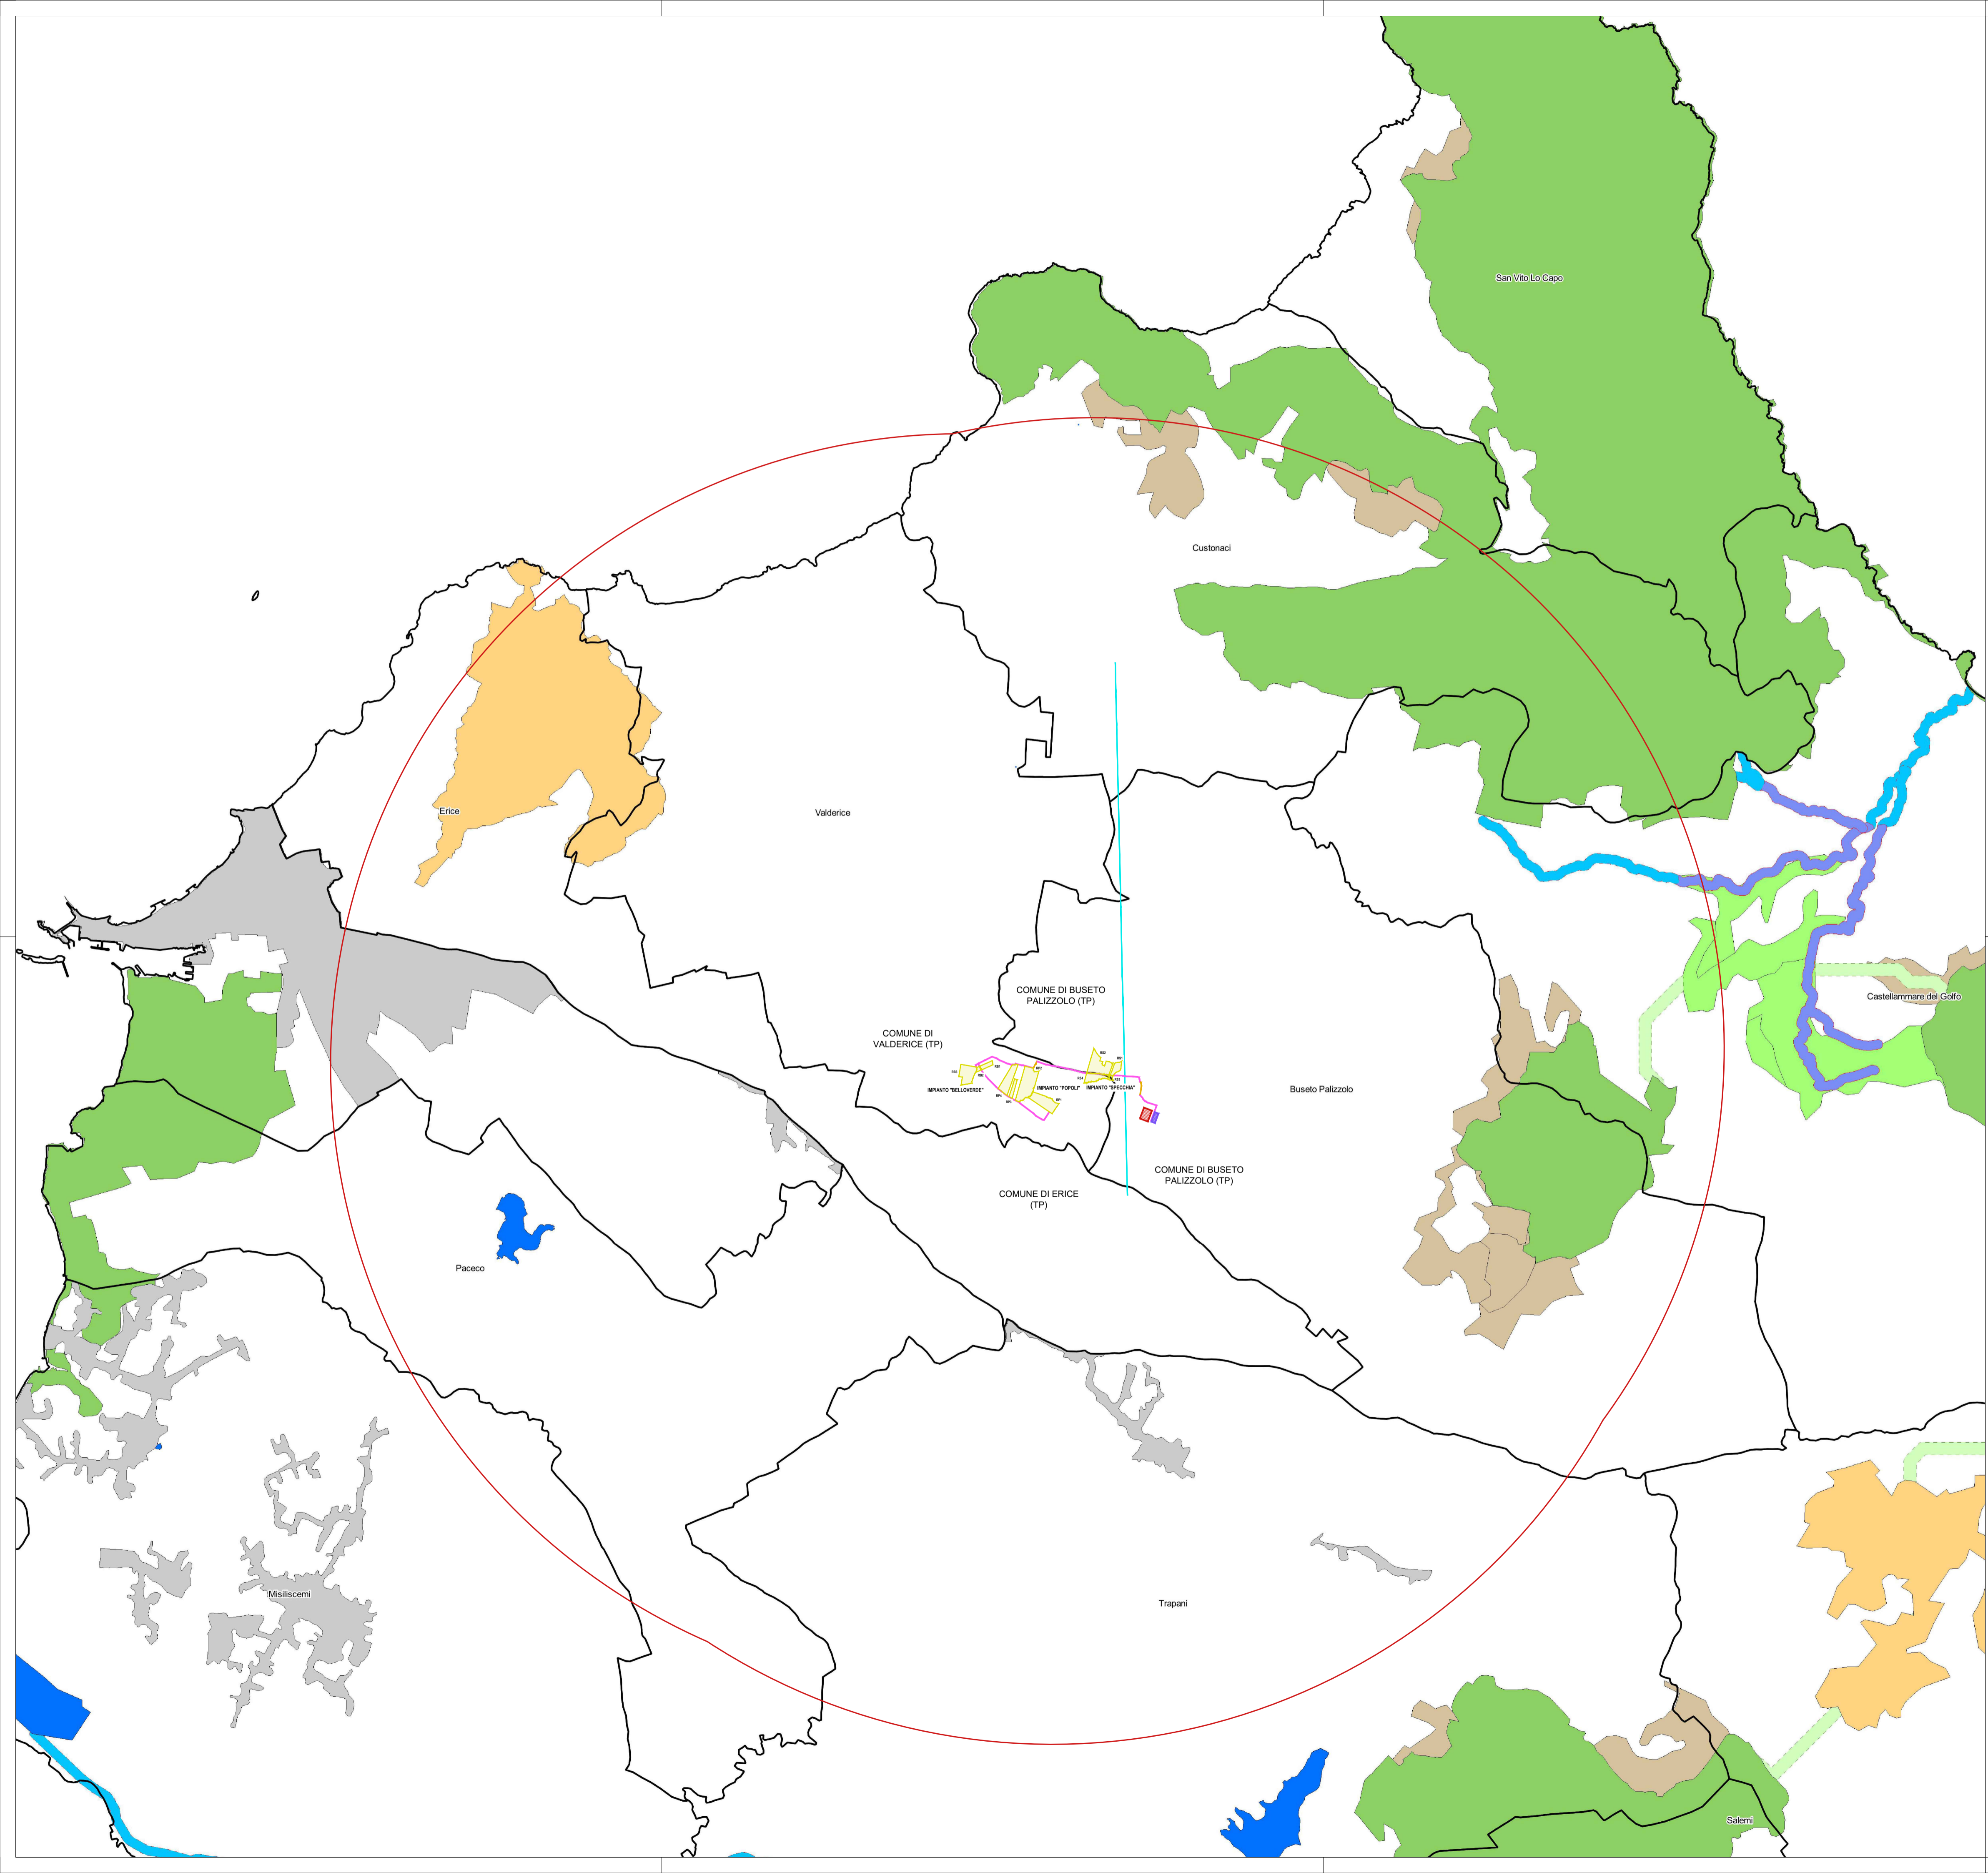 San Vito Lo Capo
Custonaci
Erice
Valderice
COMUNE DI BUSETO
PALIZZOLO (TP)
Castellammare del Golfo
COMUNE DI
VALDERICE (TP)
IMPIANTO "BELLOVERDE"
IMPIANTO "POPOLI"
IMPIANTO "SPECCHIA"
Buseto Palizzolo
COMUNE DI BUSETO
PALIZZOLO (TP)
COMUNE DI ERICE
(TP)
Paceco
Misiliscemi
Trapani
Salemi